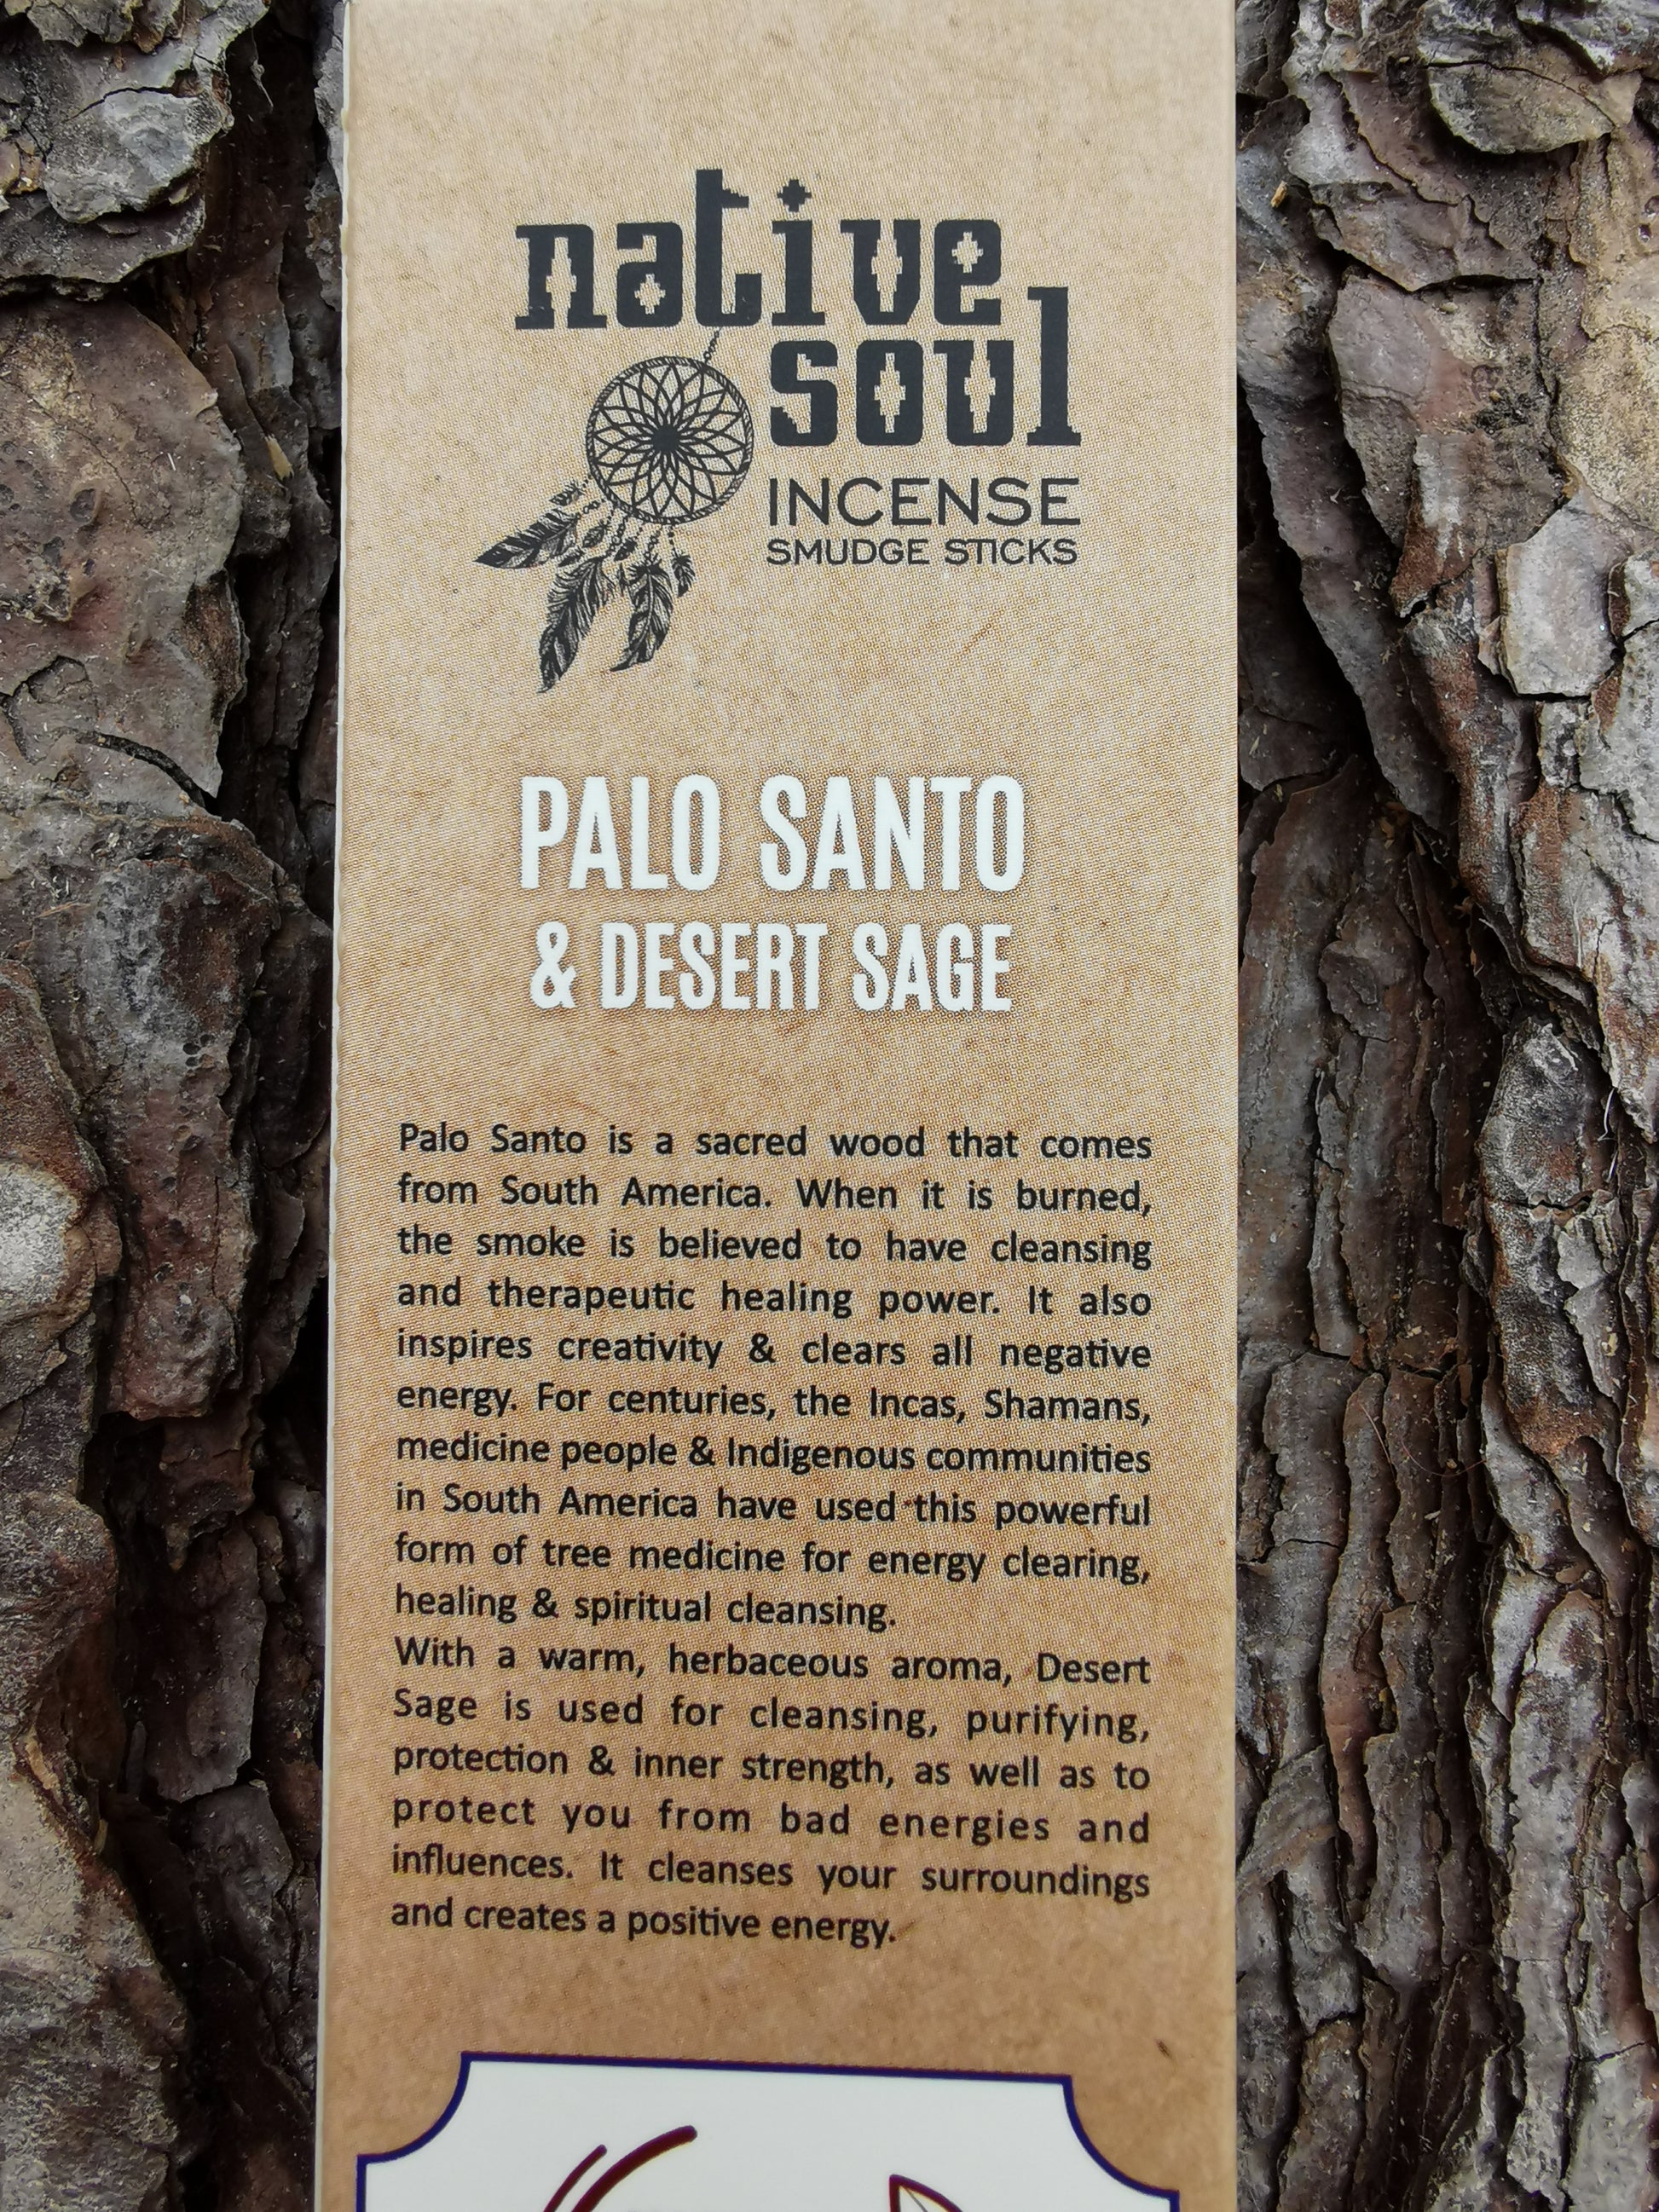 native
soul
INCENSE
SMUDGE STICKS
PALO SANTO
& DESERT SAGE
Palo Santo is a sacred wood that comes
from South America. When it is burned,
the smoke is believed to have cleansing
and therapeutic healing power. It also
inspires creativity & clears all negative
energy. For centuries, the Incas, Shamans,
medicine people & Indigenous communities
in South America have used this powerful
form of tree medicine for energy clearing,
healing & spiritual cleansing.
With a warm, herbaceous aroma, Desert
Sage is used for cleansing, purifying,
protection & inner strength, as well as to
protect you from bad energies and
influences. It cleanses your surroundings
and creates a positive energy.